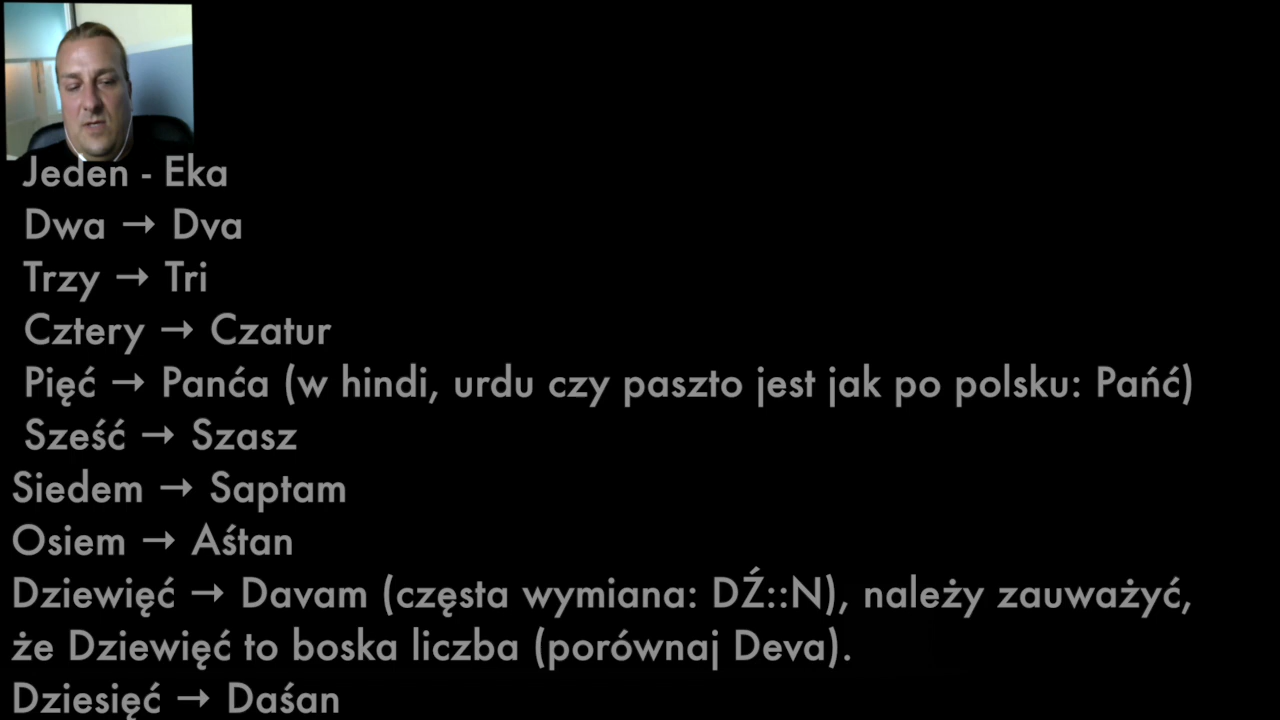 Jeden - Eka
Dwa → Dva
Trzy → Tri
Cztery → Czatur
Pięć → Panća (w hindi, urdu czy paszto jest jak po polsku: Pańć)
Sześć → Szasz
Siedem → Saptam
Osiem → Aśtan
Dziewięć → Davam (częsta wymiana: DŹ::N), należy zauważyć,
że Dziewięć to boska liczba (porównaj Deva).
Dziesięć → Daśan